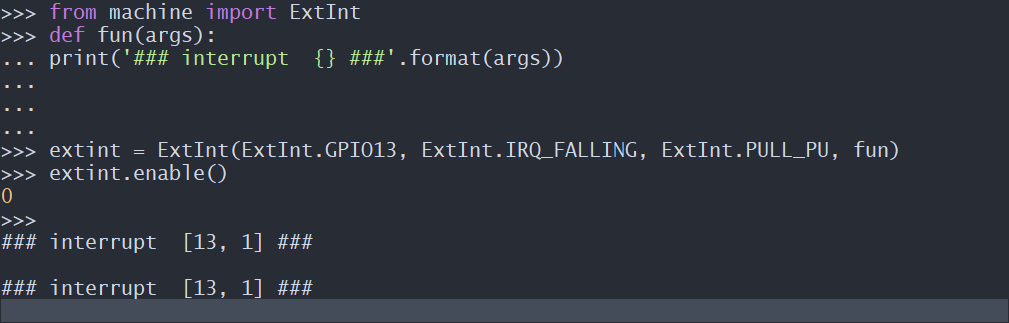 >>> from machine import ExtInt
>>> def fun(args):
... print('### interrupt  {} ###'.format(args))
...
...
...
>>> extint = ExtInt(ExtInt.GPIO13, ExtInt.IRQ_FALLING, ExtInt.PULL_PU, fun)
>>> extint.enable()
0
>>>
### interrupt  [13, 1] ###
### interrupt  [13, 1] ###